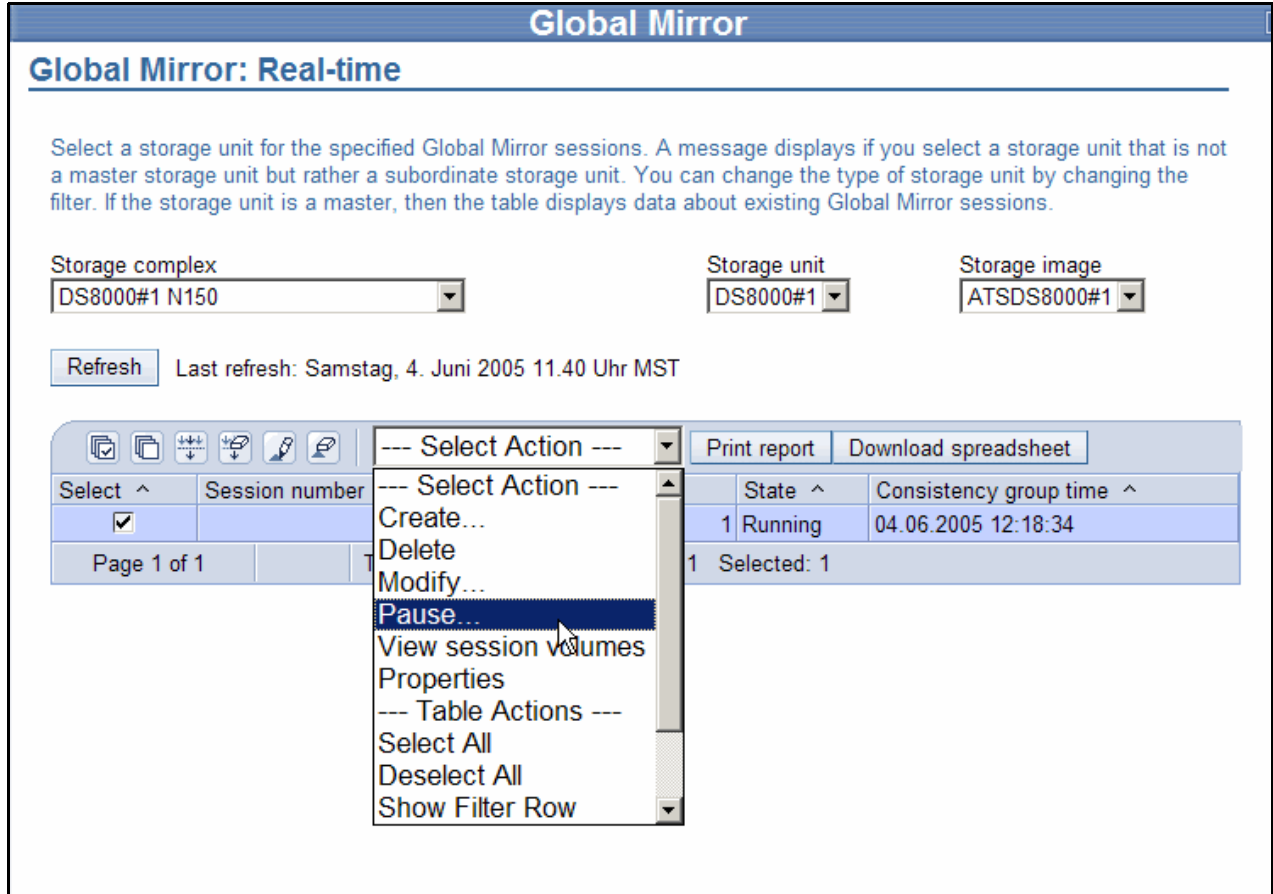 Global Mirror
Global Mirror: Real-time
Select a storage unit for the specified Global Mirror sessions. A message displays if you select a storage unit that is not
a master storage unit but rather a subordinate storage unit. You can change the type of storage unit by changing the
filter. If the storage unit is a master, then the table displays data about existing Global Mirror sessions.
Storage complex Storage unit Storage image
DS8000#1 N150 DS8000#1 ATSDS8000#1
Refresh Last refresh: Samstag, 4. Juni 2005 11.40 Uhr MST
--- Select Action --- Print report Download spreadsheet
Select ^ Session number State ^ Consistency group time ^
1 Running 04.06.2005 12:18:34
Page 1 of 1 T 1 Selected: 1
--- Select Action ---
Create...
Delete
Modify...
Pause...
View session volumes
Properties
--- Table Actions ---
Select All
Deselect All
Show Filter Row